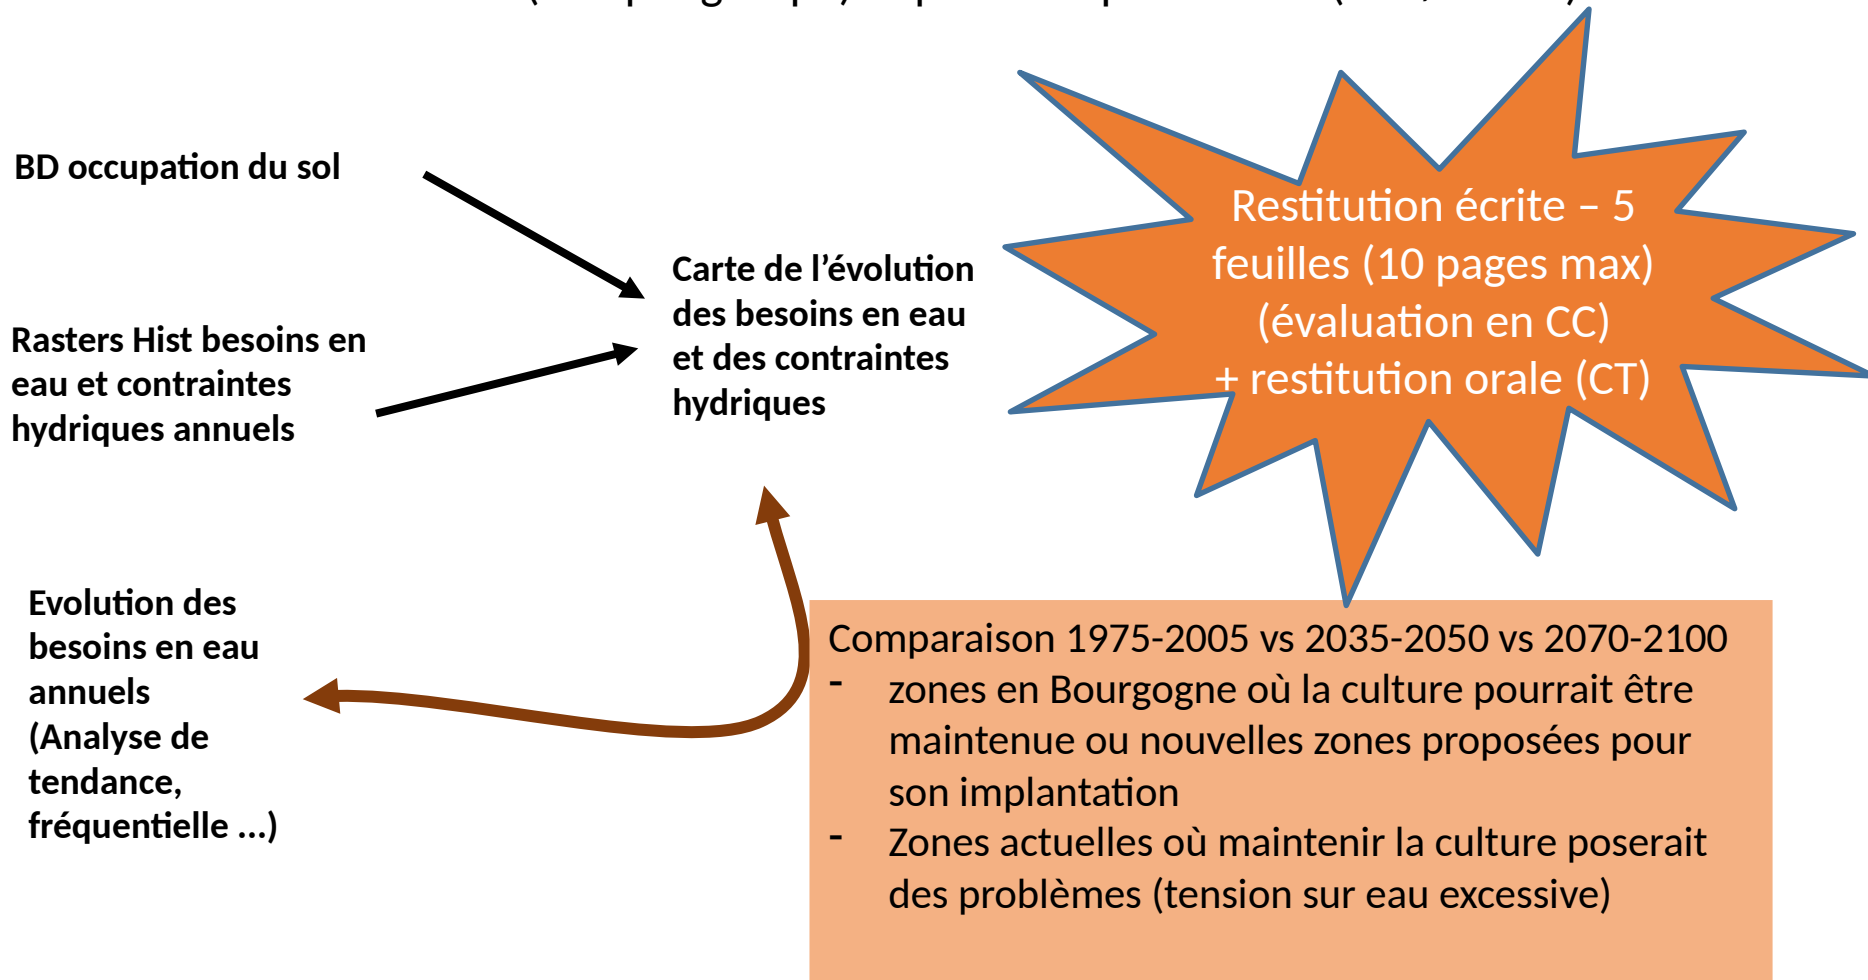 BD occupation du sol
Rasters Hist besoins en
eau et contraintes
hydriques annuels
Carte de l’évolution
des besoins en eau
et des contraintes
hydriques
Restitution écrite – 5
feuilles (10 pages max)
(évaluation en CC)
+ restitution orale (CT)
Evolution des
besoins en eau
annuels
(Analyse de
tendance,
fréquentielle ...)
Comparaison 1975-2005 vs 2035-2050 vs 2070-2100
- zones en Bourgogne où la culture pourrait être
maintenue ou nouvelles zones proposées pour
son implantation
- Zones actuelles où maintenir la culture poserait
des problèmes (tension sur eau excessive)